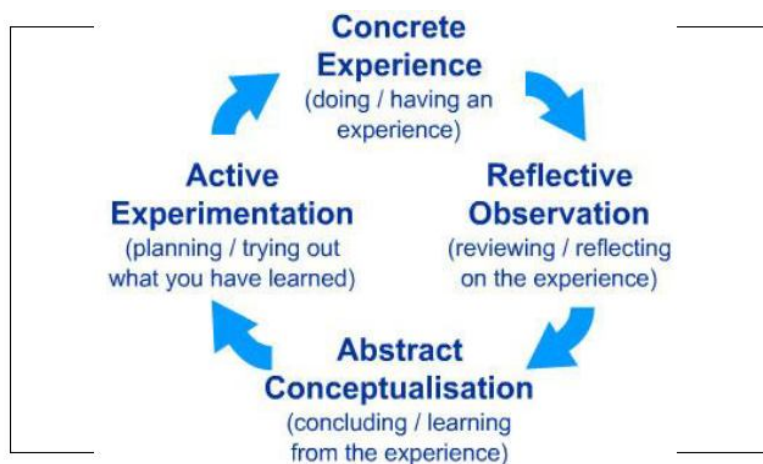 Concrete
Experience
(doing / having an
experience)
Reflective
Observation
(reviewing / reflecting
on the experience)
Abstract
Conceptualisation
(concluding / learning
from the experience)
Active
Experimentation
(planning / trying out
what you have learned)